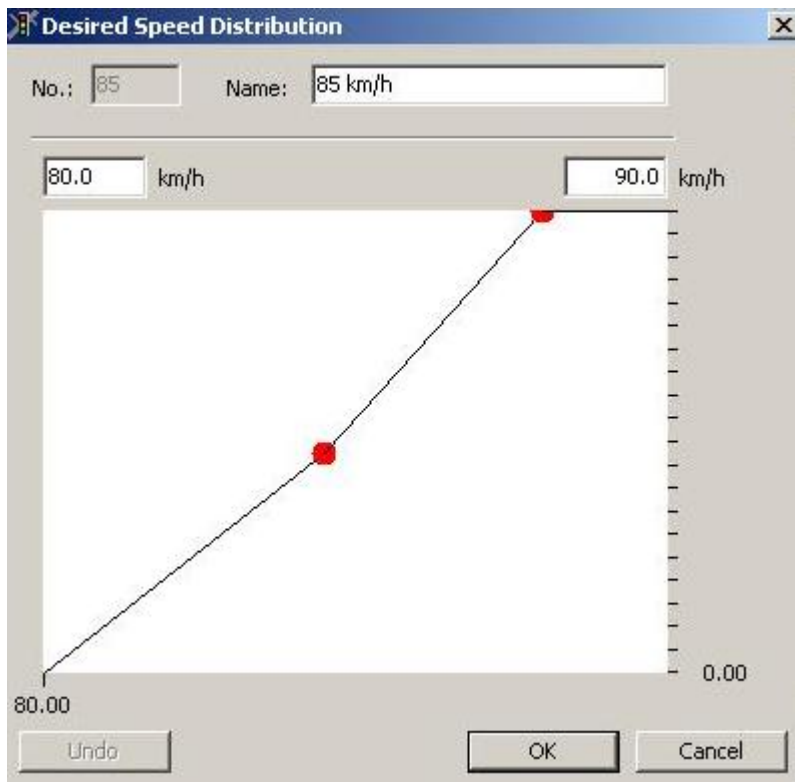 Desired Speed Distribution
No.: 85 Name: 85 km/h
80.0 km/h 90.0 km/h
0.00
80.00
Undo OK Cancel